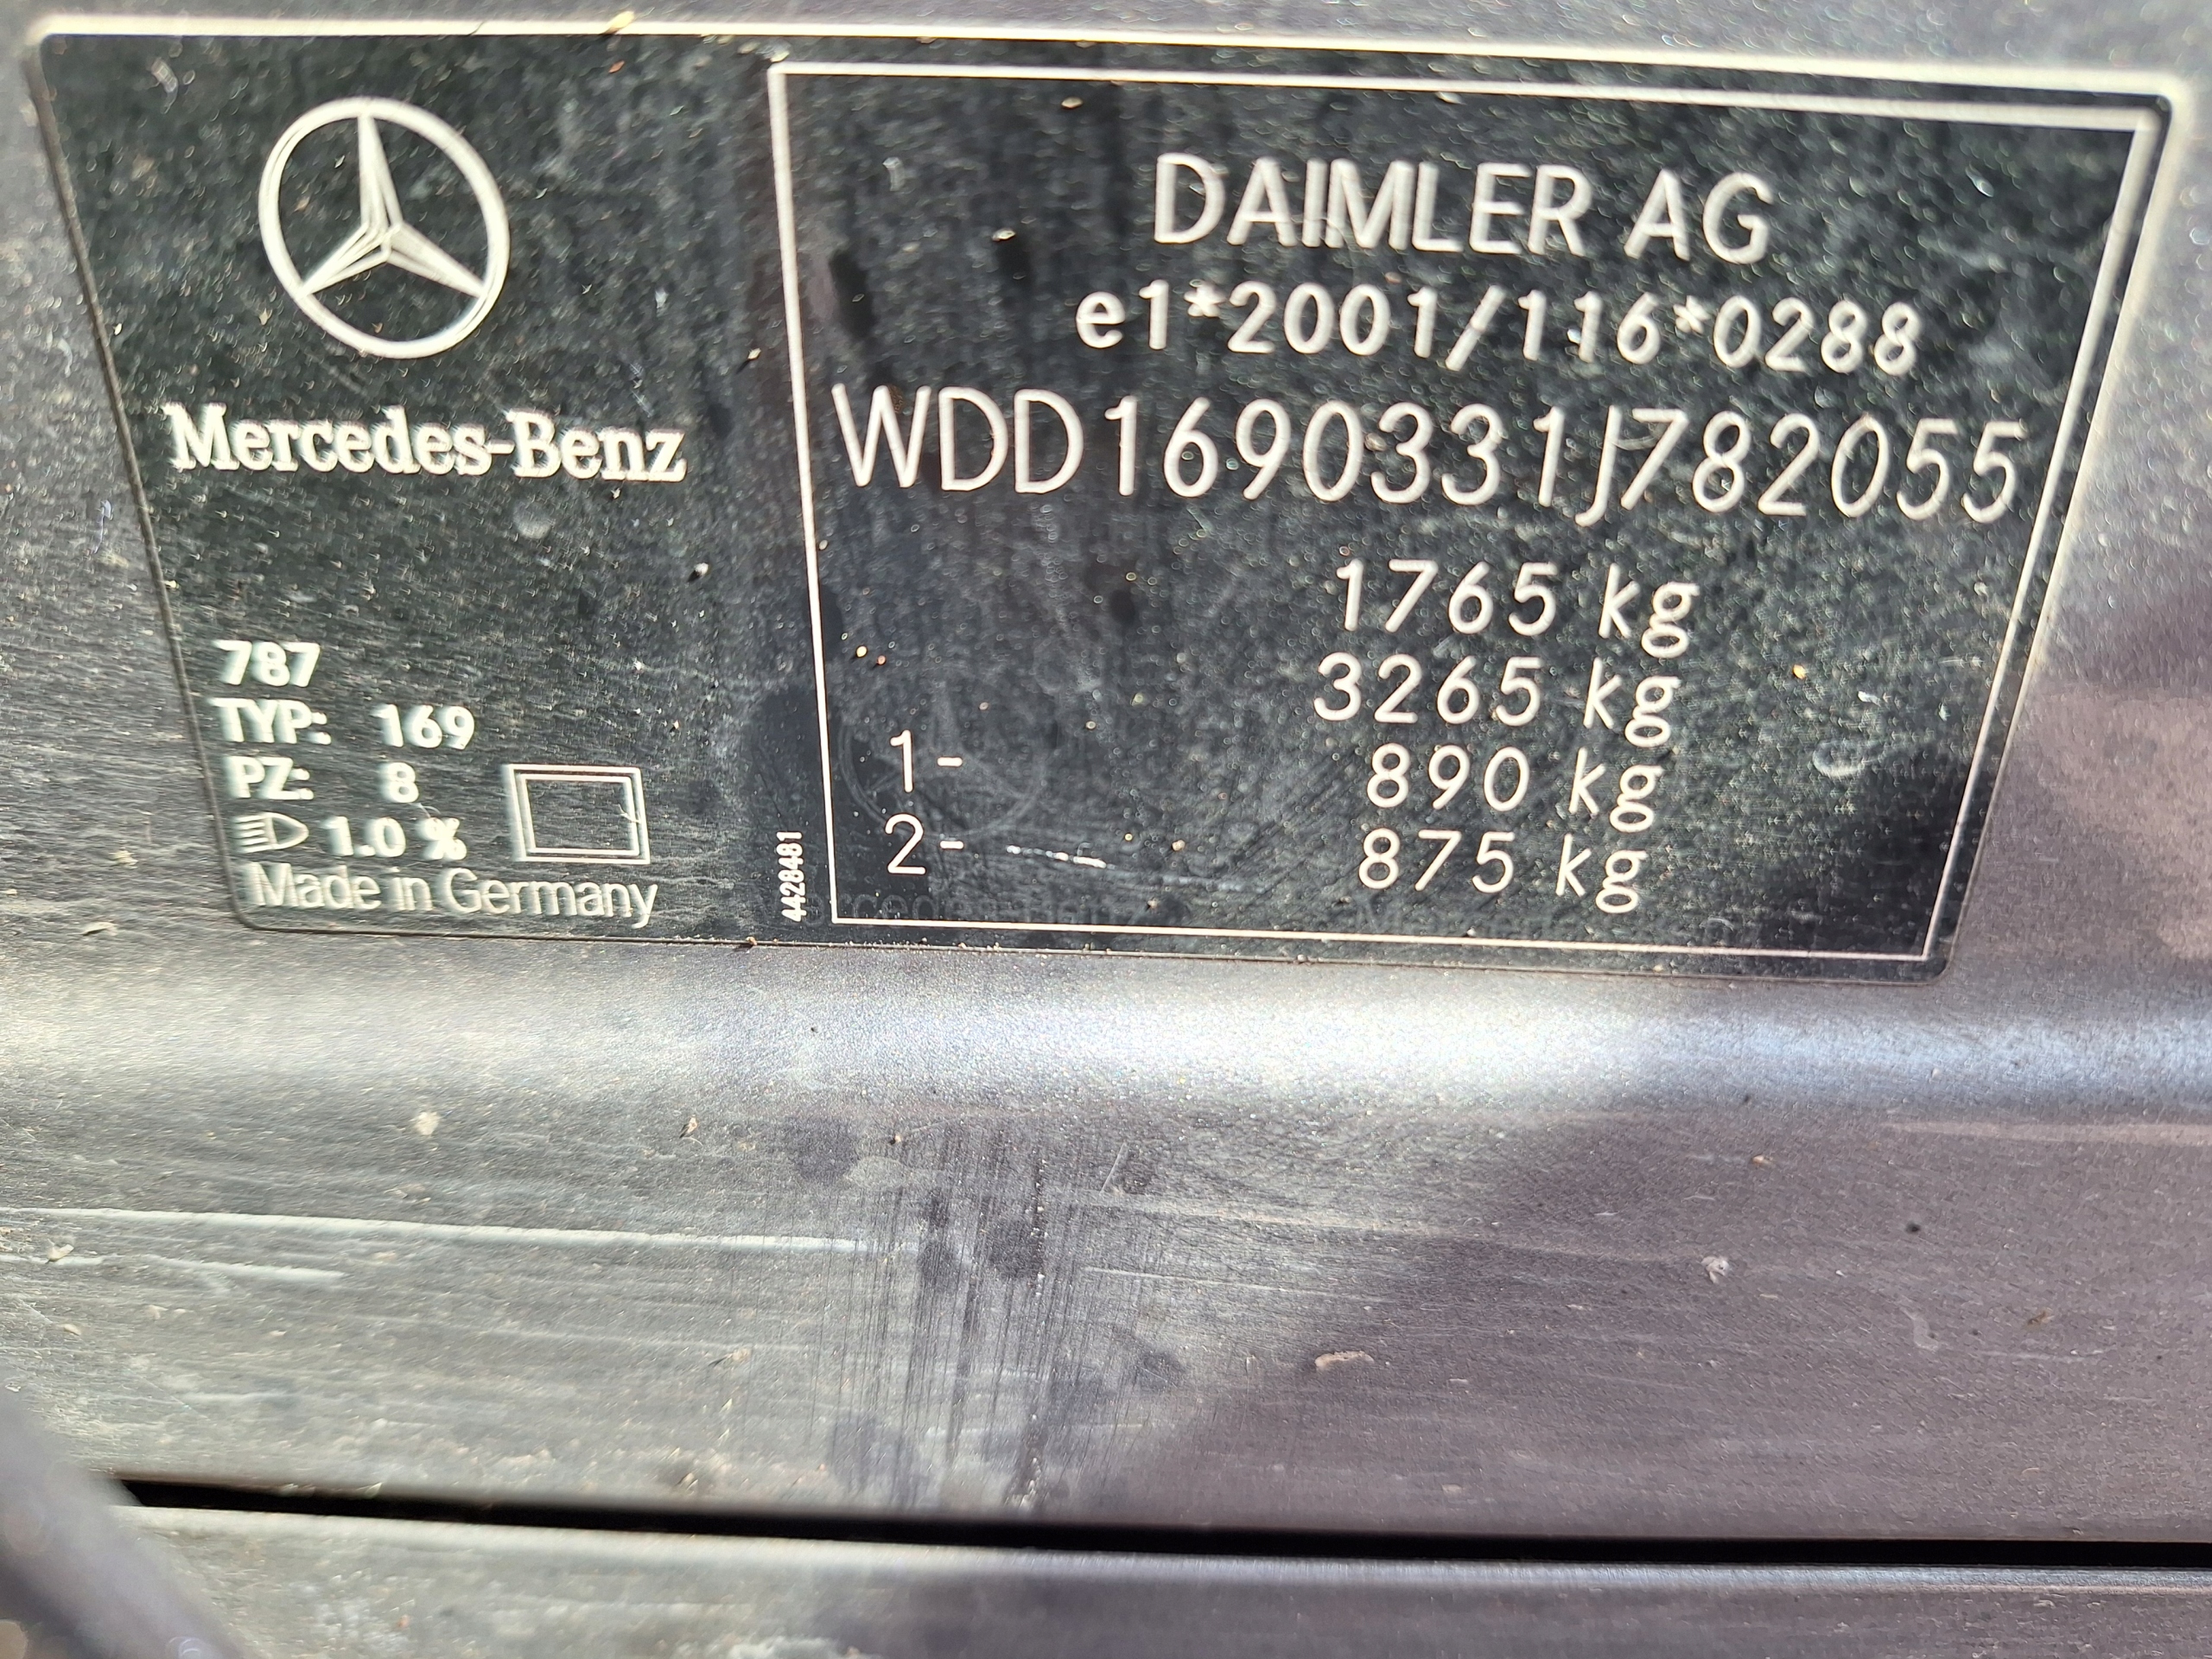 Mercedes-Benz
787
TYP: 169
PZ: 8
1.0 %
Made in Germany
4428481
DAIMLER AG
e1*2001/116*0288
WDD1690331J782055
1765 kg
3265 kg
1- 890 kg
2- 875 kg